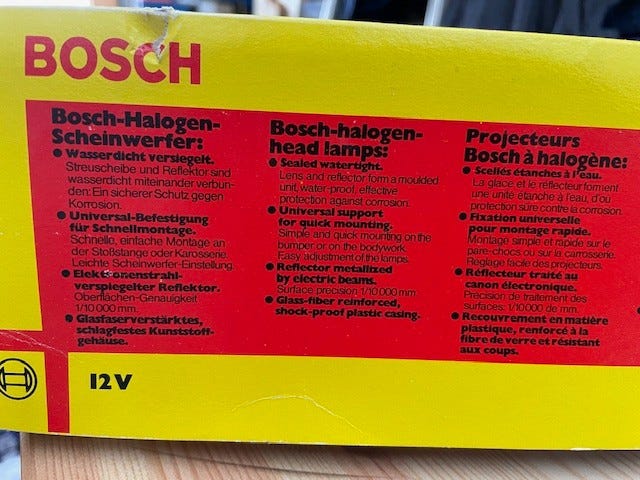 BOSCH
Bosch-Halogen-
Scheinwerfer:
● Wasserdicht versiegelt.
Streuscheibe und Reflektor sind
wasserdicht miteinander verbun-
den: Ein sicherer Schutz gegen
Korrosion.
● Universal-Befestigung
für Schnellmontage.
Schnelle, einfache Montage an
der Stoßstange oder Karosserie.
Leichte Scheinwerfer-Einstellung.
● Elektronenstrahl-
verspiegelter Reflektor.
Oberflächen-Genauigkeit
1/10 000 mm.
● Glasfaserverstärktes,
schlagfestes Kunststoff-
gehäuse.
Bosch-halogen-
head lamps:
● Sealed watertight.
Lens and reflector form a moulded
unit, water-proof, effective
protection against corrosion.
● Universal support
for quick mounting.
Simple and quick mounting on the
bumper or on the bodywork
Easy adjustment of the lamps.
● Reflector metallized
by electric beams.
Surface precision 1/10 000 mm
● Glass-fiber reinforced,
shock-proof plastic casing.
Projecteurs
Bosch à halogène:
● Scellés étanches à l'eau.
La glace et le réflecteur forment
une unité étanche à l'eau, d'où
protection sûre contre la corrosion.
● Fixation universelle
pour montage rapide.
Montage simple et rapide sur le
pare-chocs ou sur la carrosserie.
Réglage facile des projecteurs.
● Réflecteur traité au
canon électronique.
Précision de traitement des
surfaces: 1/10 000 de mm.
● Recouvrement en matière
plastique, renforcé à la
fibre de verre et résistant
aux coups.
12 V